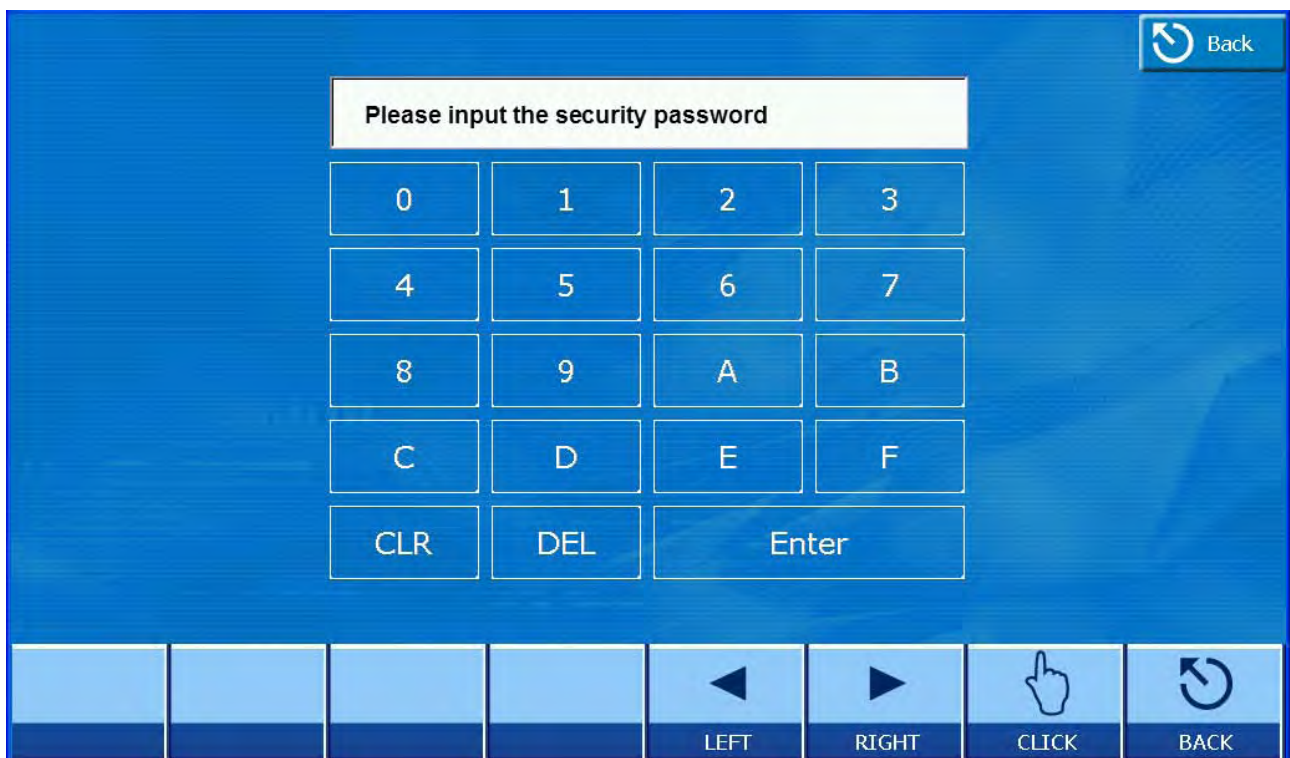 Back
Please input the security password
0 1 2 3
4 5 6 7
8 9 A B
C D E F
CLR DEL Enter
LEFT RIGHT CLICK BACK